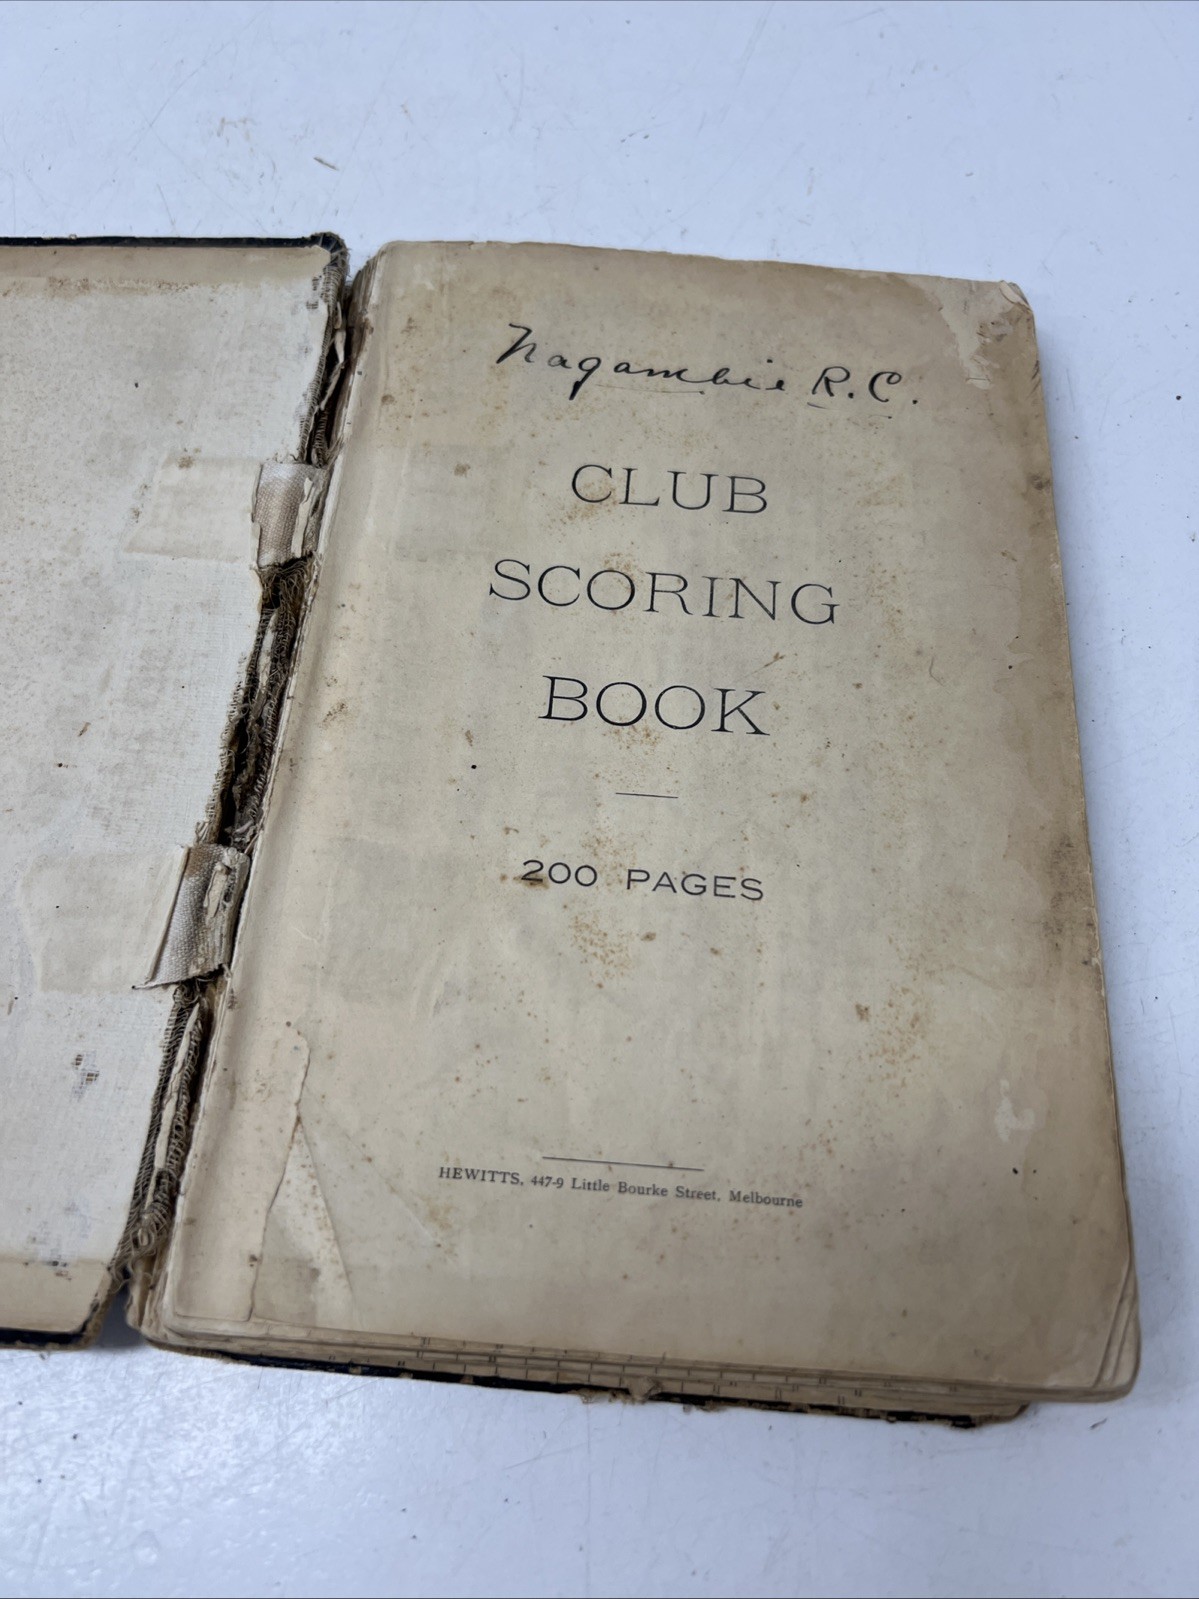 Nagambie R.C.
CLUB
SCORING
BOOK
200 PAGES
HEWITTS, 447-9 Little Bourke Street, Melbourne